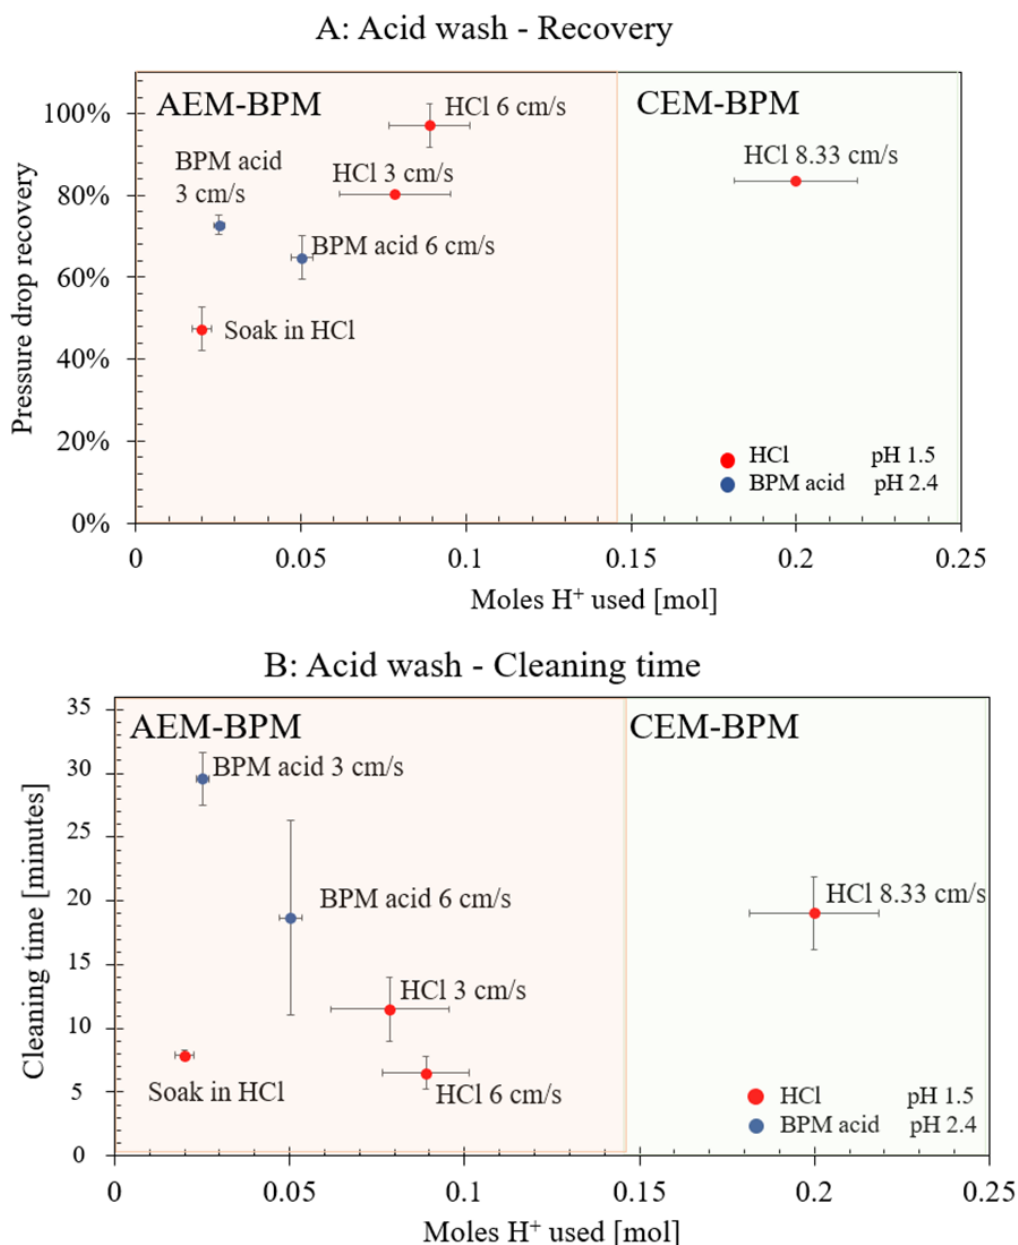 A: Acid wash - Recovery
AEM-BPM
CEM-BPM
HCl 6 cm/s
BPM acid
3 cm/s
HCl 3 cm/s
HCl 8.33 cm/s
BPM acid 6 cm/s
Soak in HCl
HCl pH 1.5
BPM acid pH 2.4
Pressure drop recovery
100%
80%
60%
40%
20%
0%
0 0.05 0.1 0.15 0.2 0.25
Moles H⁺ used [mol]
B: Acid wash - Cleaning time
AEM-BPM
CEM-BPM
BPM acid 3 cm/s
BPM acid 6 cm/s
HCl 8.33 cm/s
HCl 3 cm/s
Soak in HCl
HCl 6 cm/s
HCl pH 1.5
BPM acid pH 2.4
Cleaning time [minutes]
35
30
25
20
15
10
5
0
0 0.05 0.1 0.15 0.2 0.25
Moles H⁺ used [mol]